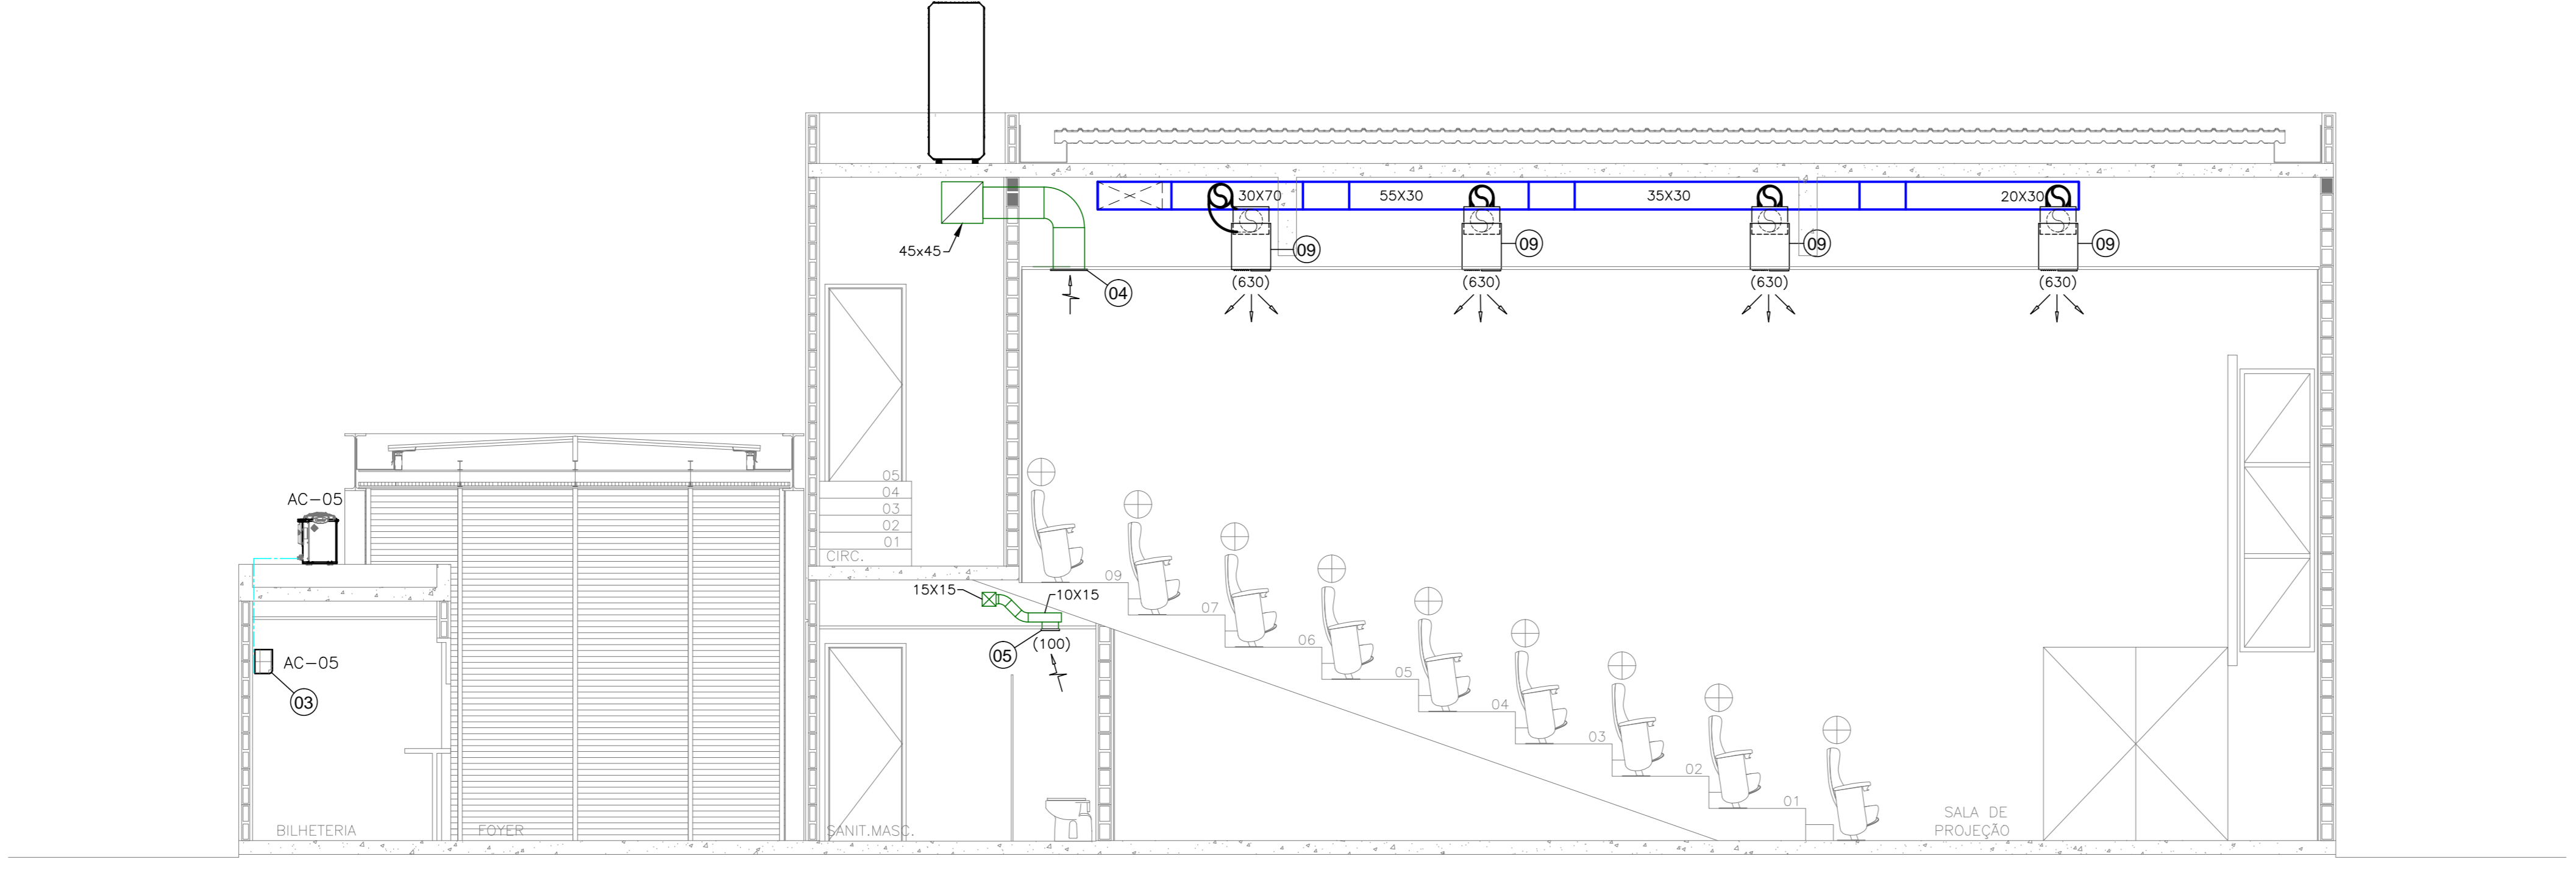 30X70
55X30
35X30
20X30
45x45
09
09
09
09
04
(630)
(630)
(630)
(630)
05
04
03
02
01
CIRC.
AC-05
15X15
10X15
05
(100)
AC-05
03
09
07
06
05
04
03
02
01
BILHETERIA
FOYER
SANIT.MASC.
SALA DE
PROJEÇÃO